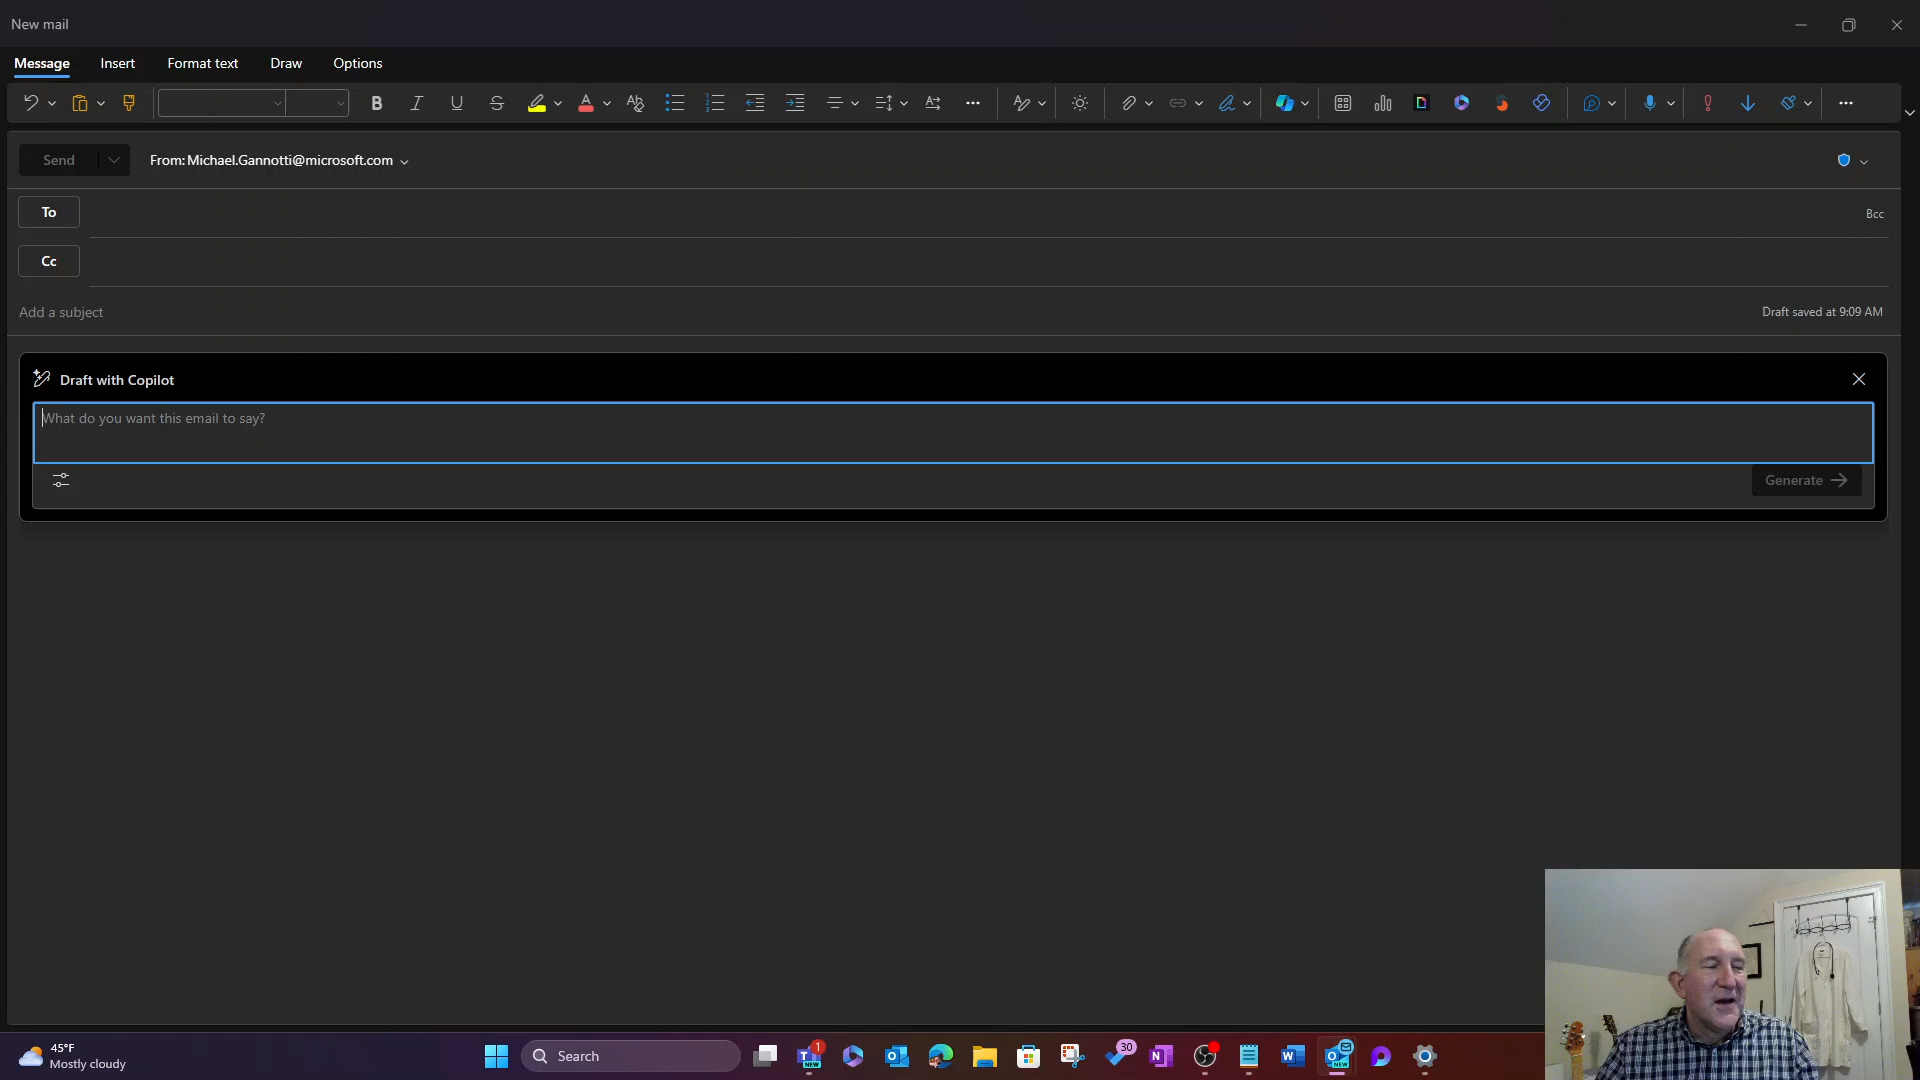 New mail
Message Insert Format text Draw Options
Send From: Michael.Gannotti@microsoft.com
To Bcc
Cc
Add a subject Draft saved at 9:09 AM
Draft with Copilot
What do you want this email to say?
Generate
45°F
Mostly cloudy
Search
1
NEW
30
NEW